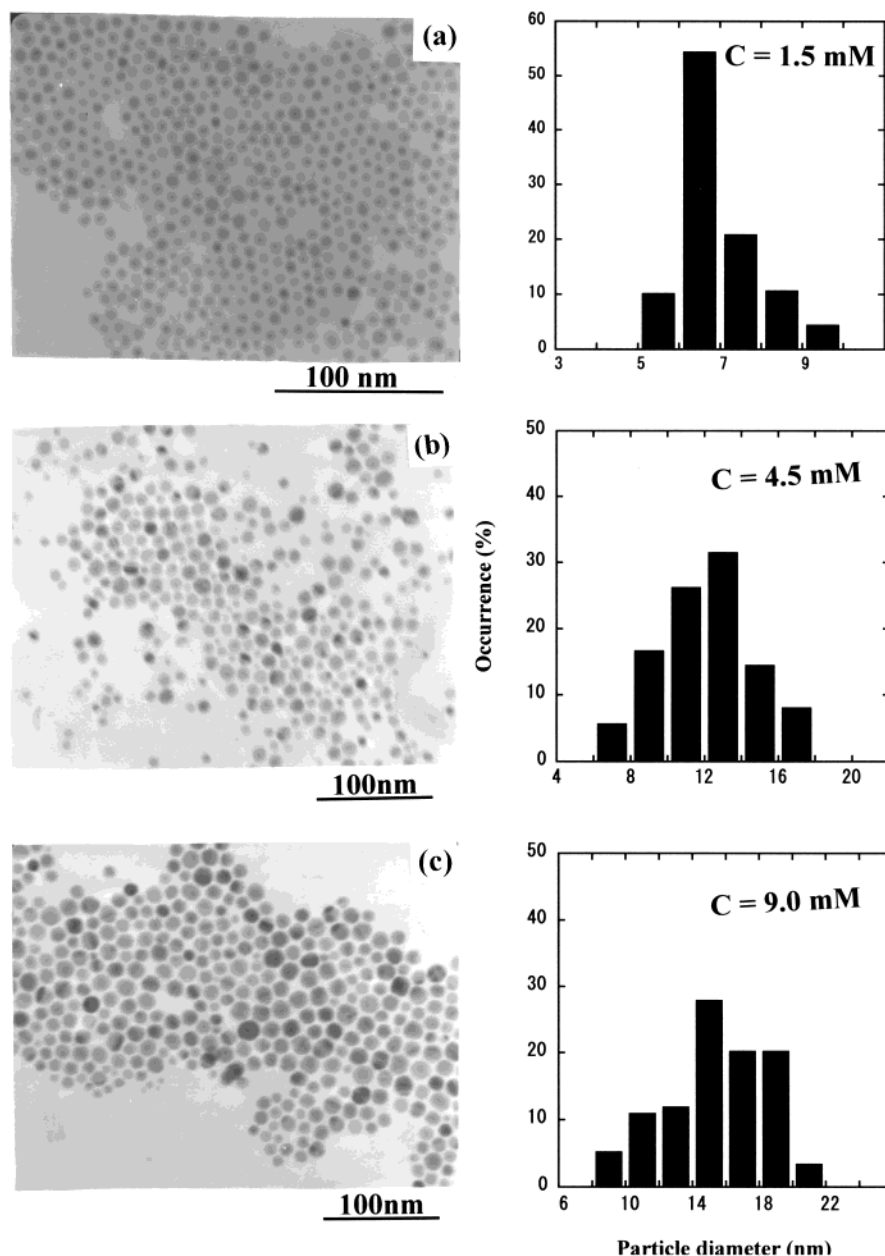 (a)
100 nm
60
50
40
30
20
10
0
C = 1.5 mM
3 5 7 9
(b)
100nm
Occurrence (%)
50
40
30
20
10
0
C = 4.5 mM
4 8 12 16 20
(c)
100nm
50
40
30
20
10
0
C = 9.0 mM
6 10 14 18 22
Particle diameter (nm)